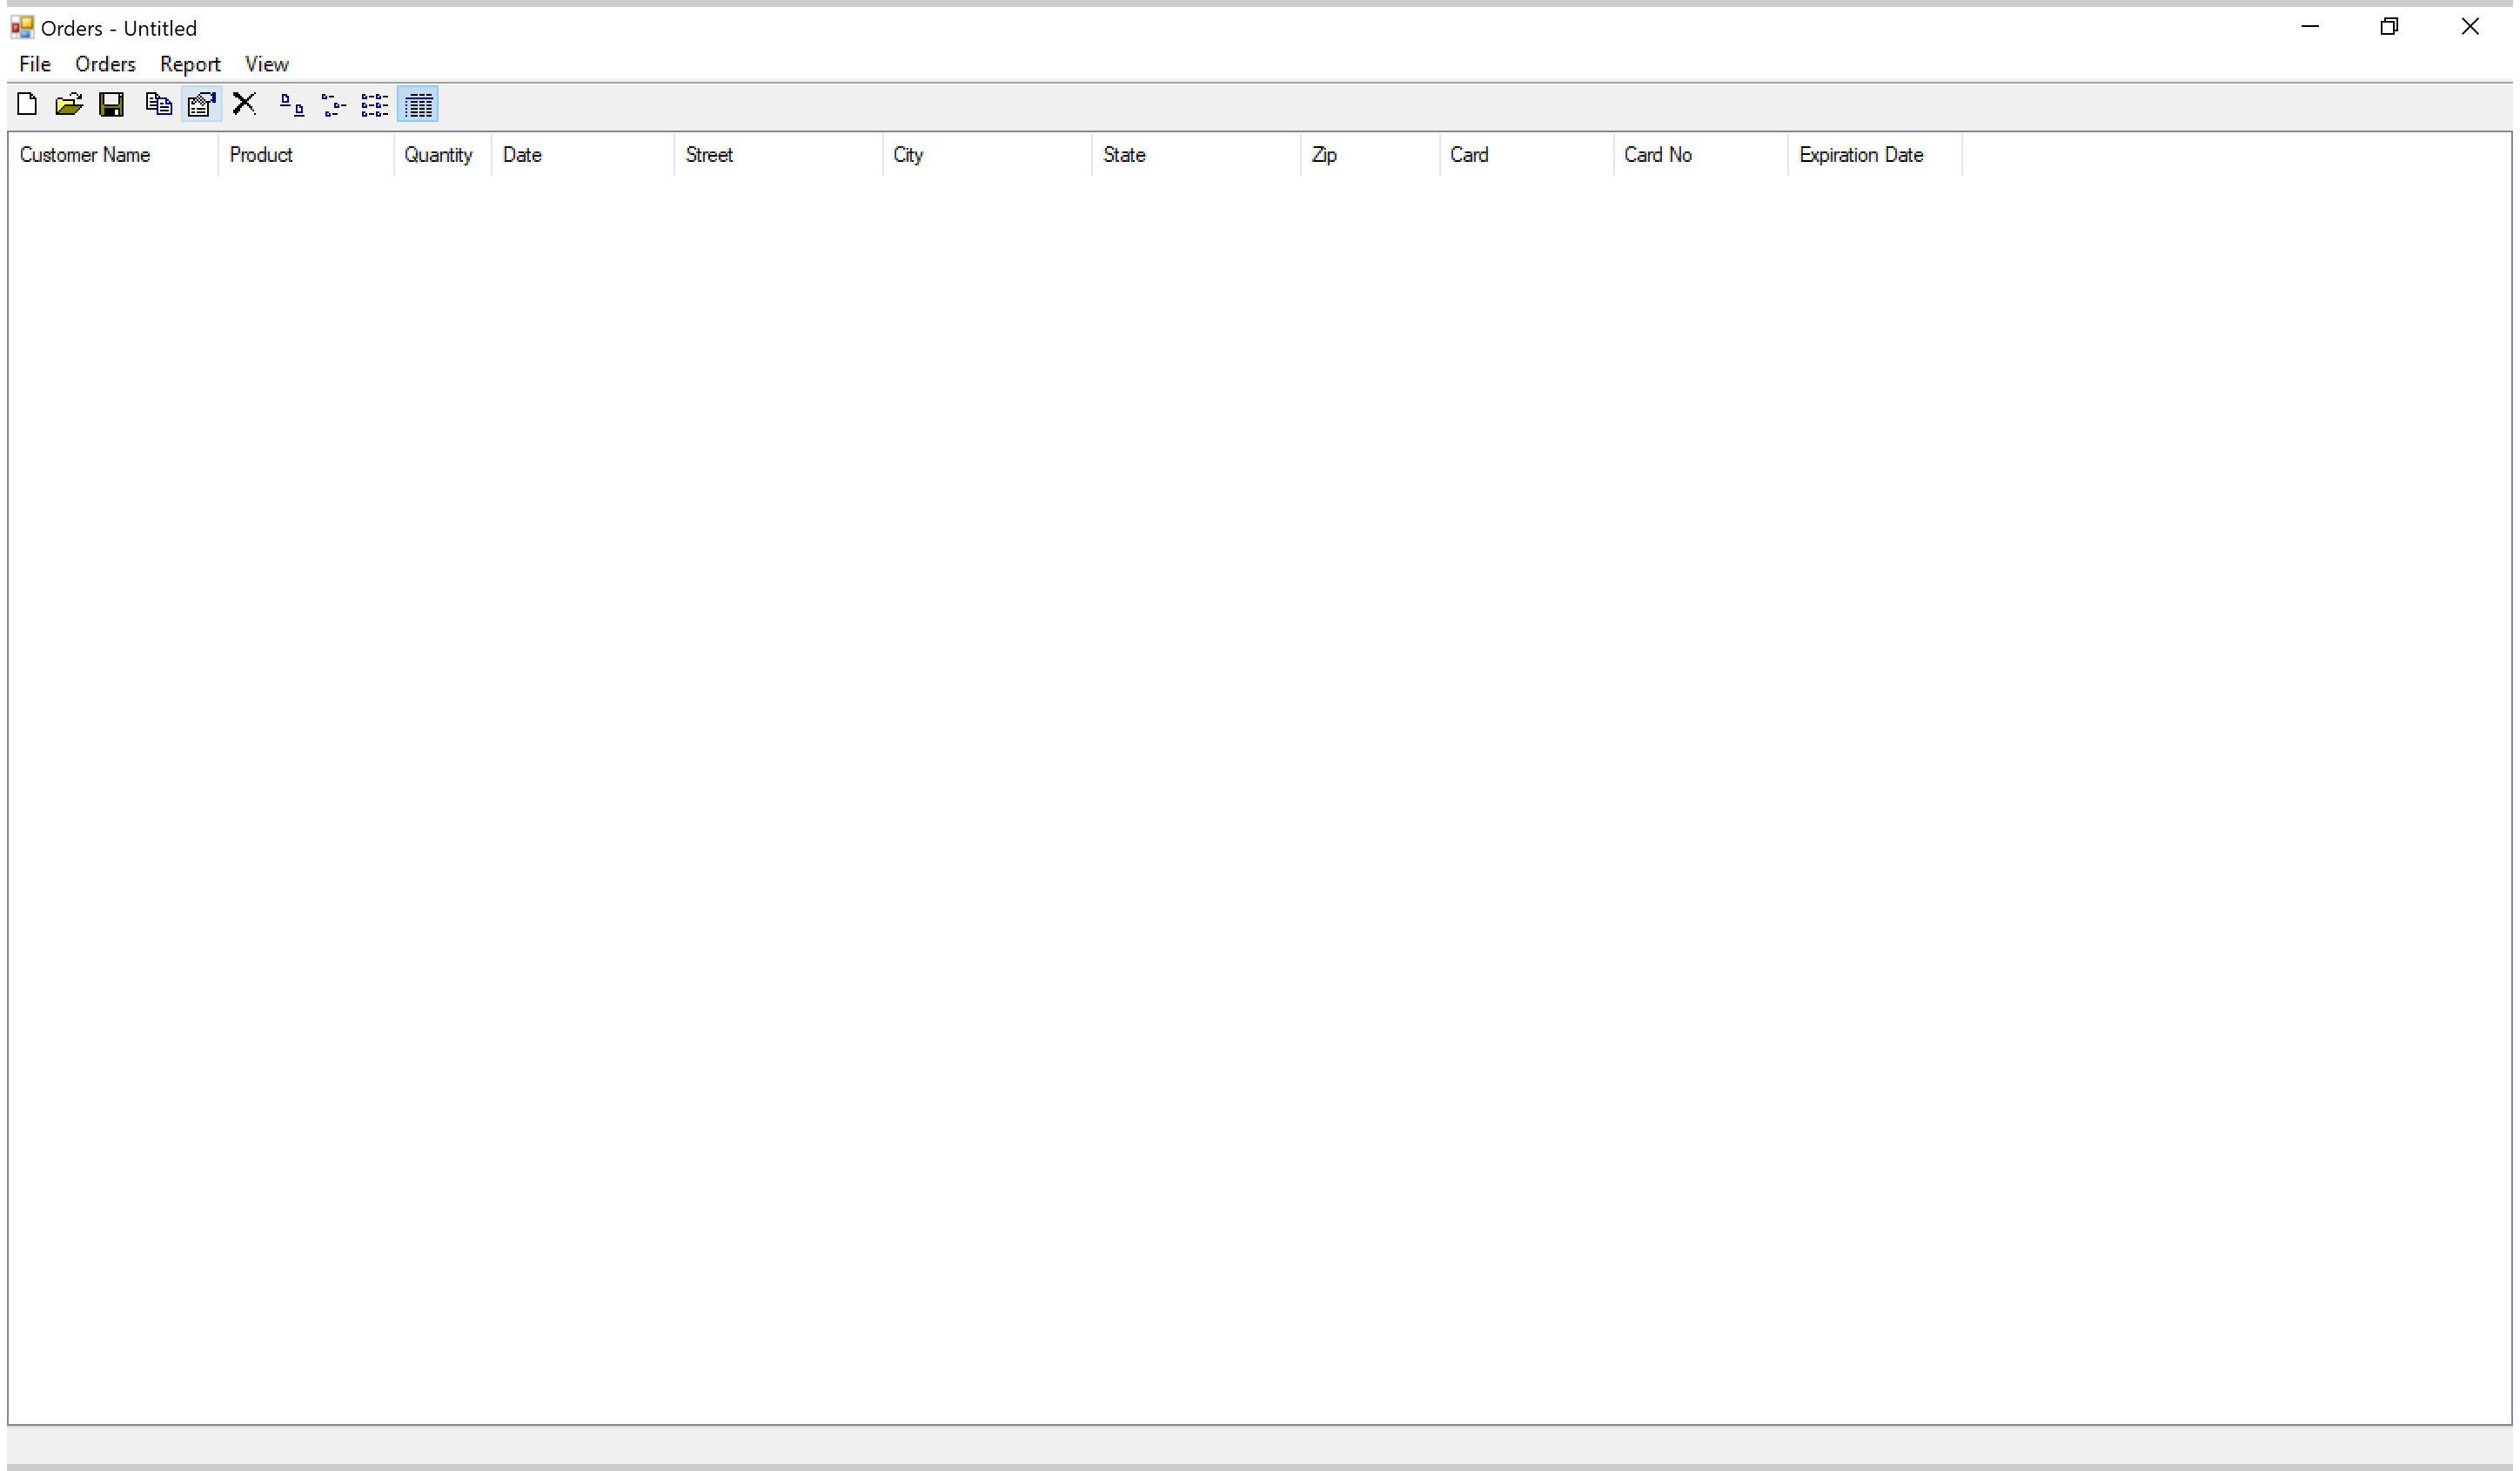 Orders - Untitled
File Orders Report View
Customer Name Product Quantity Date Street City State Zip Card Card No Expiration Date